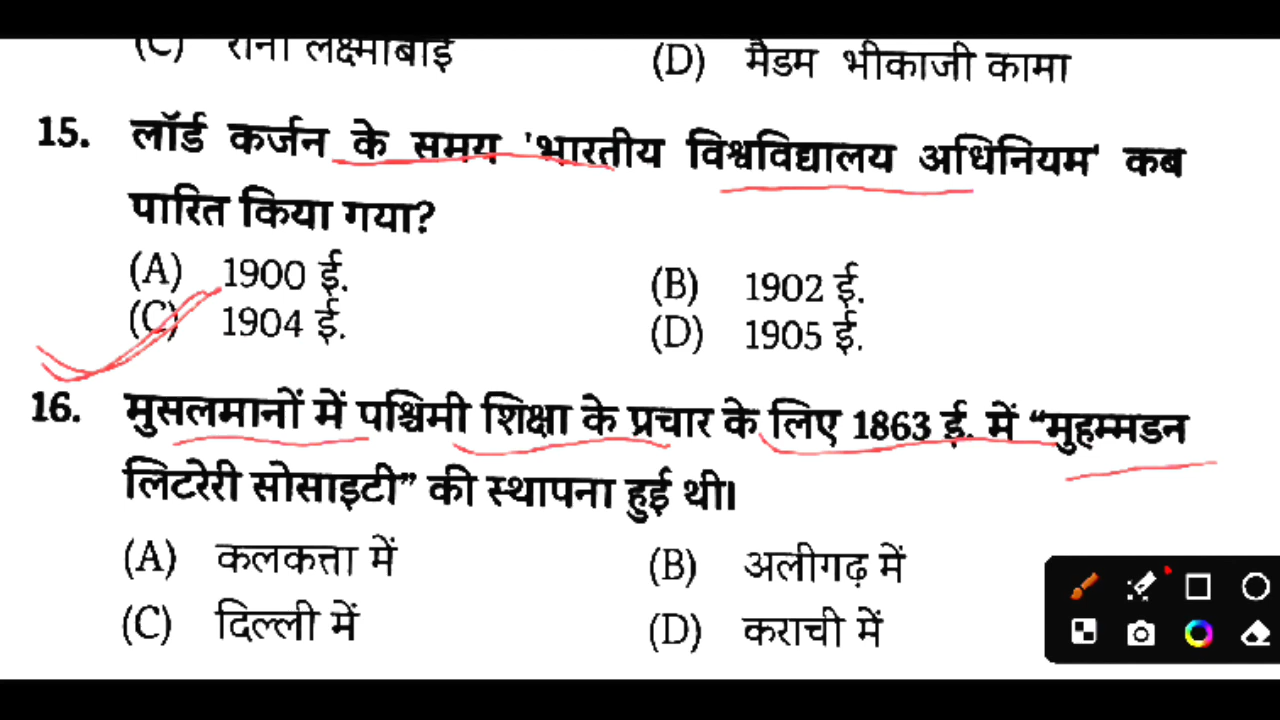 (C) रानी लक्ष्मीबाई (D) मैडम भीकाजी कामा
15. लॉर्ड कर्जन के समय 'भारतीय विश्वविद्यालय अधिनियम' कब
पारित किया गया?
(A) 1900 ई. (B) 1902 ई.
(C) 1904 ई. (D) 1905 ई.
16. मुसलमानों में पश्चिमी शिक्षा के प्रचार के लिए 1863 ई. में “मुहम्मडन
लिटरेरी सोसाइटी” की स्थापना हुई थी।
(A) कलकत्ता में (B) अलीगढ़ में
(C) दिल्ली में (D) कराची में